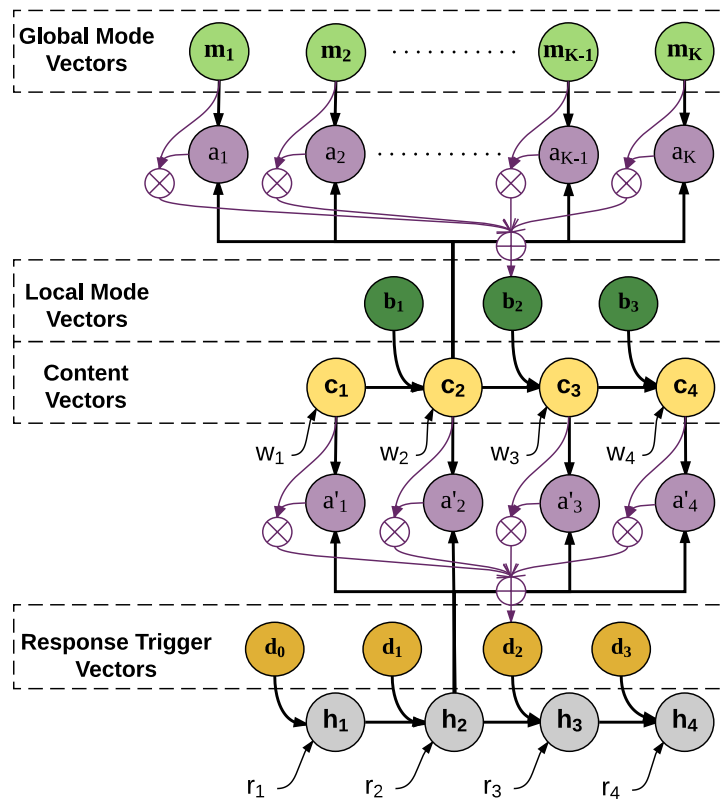 Global Mode
Vectors
m1 m2 .......... mK-1 mK
a1 a2 .......... aK-1 aK
Local Mode
Vectors
b1 b2 b3
Content
Vectors
c1 c2 c3 c4
w1 w2 w3 w4
a'1 a'2 a'3 a'4
Response Trigger
Vectors
d0 d1 d2 d3
h1 h2 h3 h4
r1 r2 r3 r4